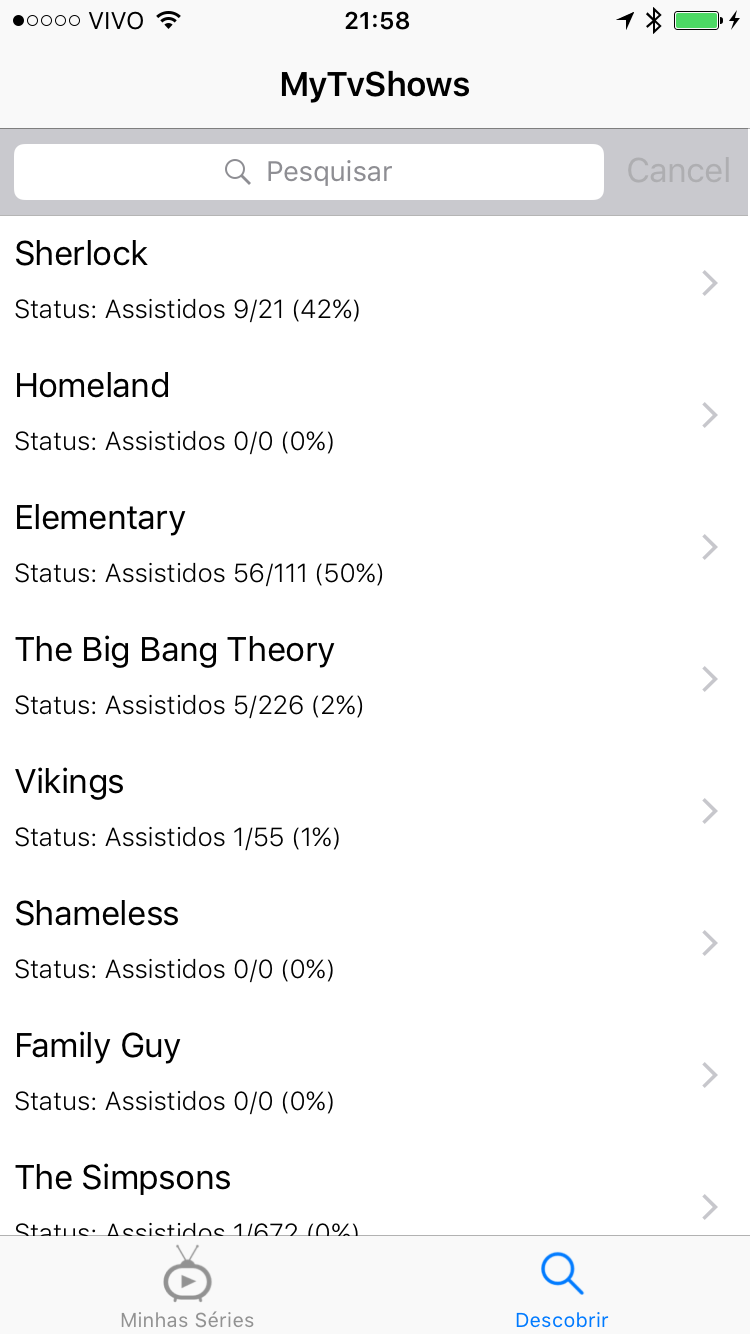 VIVO 21:58
MyTvShows
Pesquisar Cancel
Sherlock
Status: Assistidos 9/21 (42%)
Homeland
Status: Assistidos 0/0 (0%)
Elementary
Status: Assistidos 56/111 (50%)
The Big Bang Theory
Status: Assistidos 5/226 (2%)
Vikings
Status: Assistidos 1/55 (1%)
Shameless
Status: Assistidos 0/0 (0%)
Family Guy
Status: Assistidos 0/0 (0%)
The Simpsons
Status: Assistidos 1/672 (0%)
Minhas Séries Descobrir